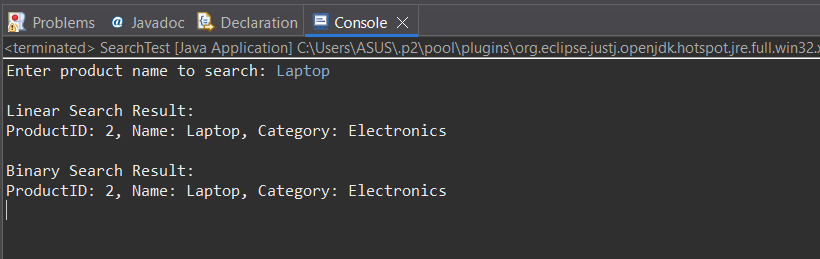 Problems @ Javadoc Declaration Console
<terminated> SearchTest [Java Application] C:\Users\ASUS\.p2\pool\plugins\org.eclipse.justj.openjdk.hotspot.jre.full.win32.x
Enter product name to search: Laptop
Linear Search Result:
ProductID: 2, Name: Laptop, Category: Electronics
Binary Search Result:
ProductID: 2, Name: Laptop, Category: Electronics